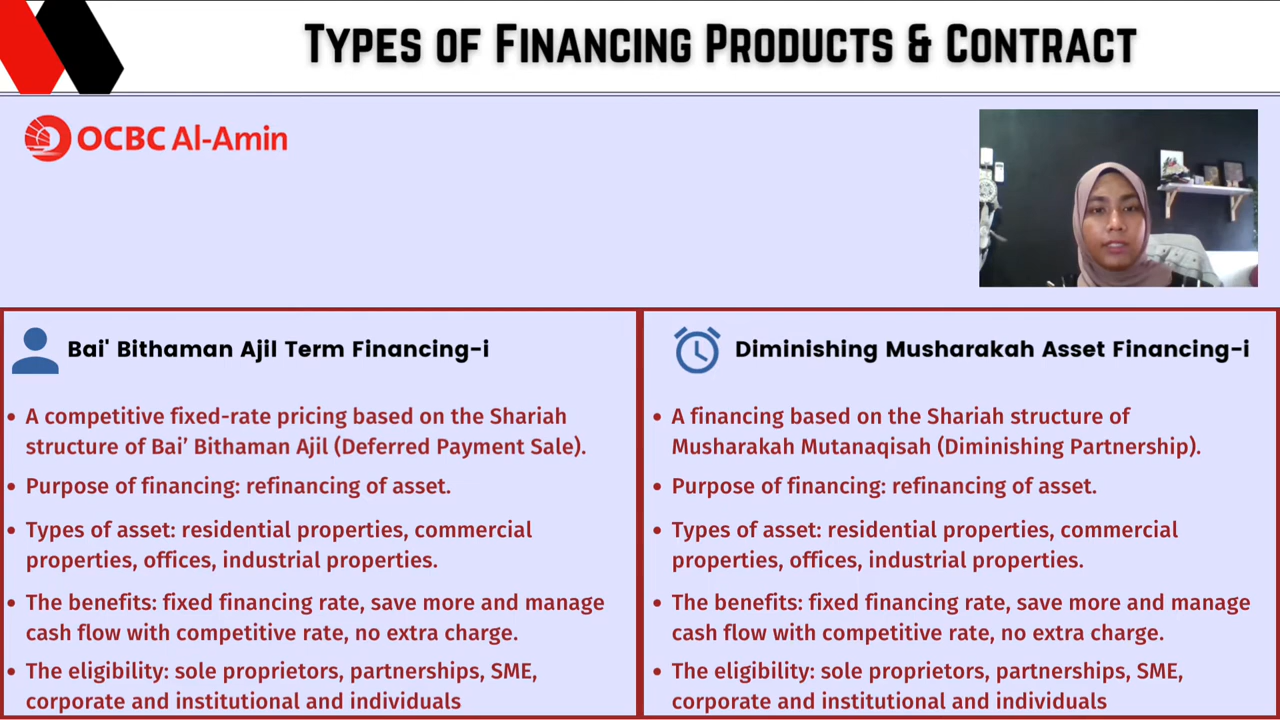 TYPES OF FINANCING PRODUCTS & CONTRACT
OCBC Al-Amin
Bai' Bithaman Ajil Term Financing-i
• A competitive fixed-rate pricing based on the Shariah
structure of Bai’ Bithaman Ajil (Deferred Payment Sale).
• Purpose of financing: refinancing of asset.
• Types of asset: residential properties, commercial
properties, offices, industrial properties.
• The benefits: fixed financing rate, save more and manage
cash flow with competitive rate, no extra charge.
• The eligibility: sole proprietors, partnerships, SME,
corporate and institutional and individuals
Diminishing Musharakah Asset Financing-i
• A financing based on the Shariah structure of
Musharakah Mutanaqisah (Diminishing Partnership).
• Purpose of financing: refinancing of asset.
• Types of asset: residential properties, commercial
properties, offices, industrial properties.
• The benefits: fixed financing rate, save more and manage
cash flow with competitive rate, no extra charge.
• The eligibility: sole proprietors, partnerships, SME,
corporate and institutional and individuals